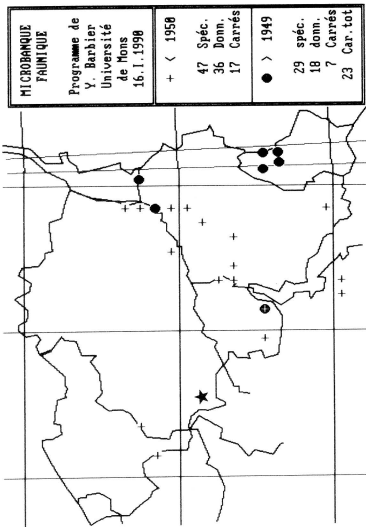 MICROBANQUE
FAUNIQUE
Programme de
Y. Barbier
Université
de Mons
16.I.1990
+ < 1950
47 Spéc.
36 Donn.
17 Carrés
● > 1949
29 spéc.
18 donn.
7 Carrés
23 Car.tot